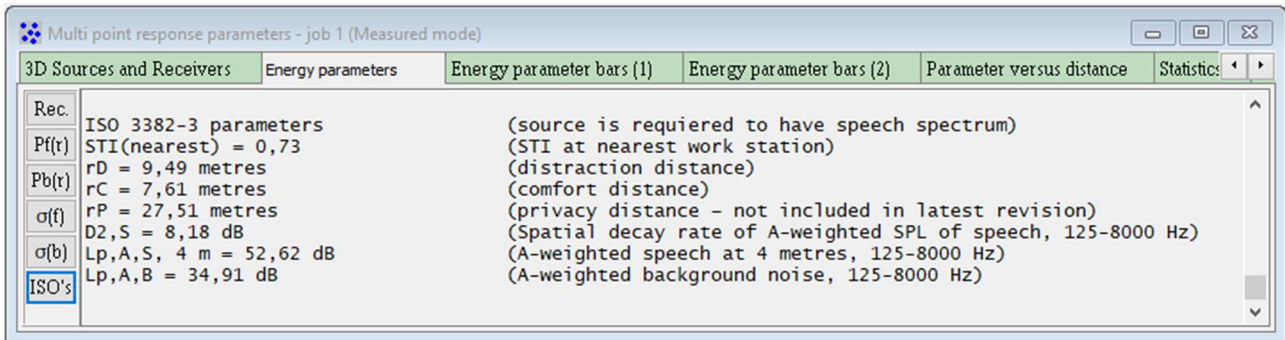 Multi point response parameters - job 1 (Measured mode)
3D Sources and Receivers Energy parameters Energy parameter bars (1) Energy parameter bars (2) Parameter versus distance Statistics
Rec.
Pf(r)
Pb(r)
σ(f)
σ(b)
ISO's
ISO 3382-3 parameters (source is requiered to have speech spectrum)
STI(nearest) = 0,73 (STI at nearest work station)
rD = 9,49 metres (distraction distance)
rC = 7,61 metres (comfort distance)
rP = 27,51 metres (privacy distance – not included in latest revision)
D2,S = 8,18 dB (Spatial decay rate of A-weighted SPL of speech, 125-8000 Hz)
Lp,A,S, 4 m = 52,62 dB (A-weighted speech at 4 metres, 125-8000 Hz)
Lp,A,B = 34,91 dB (A-weighted background noise, 125-8000 Hz)